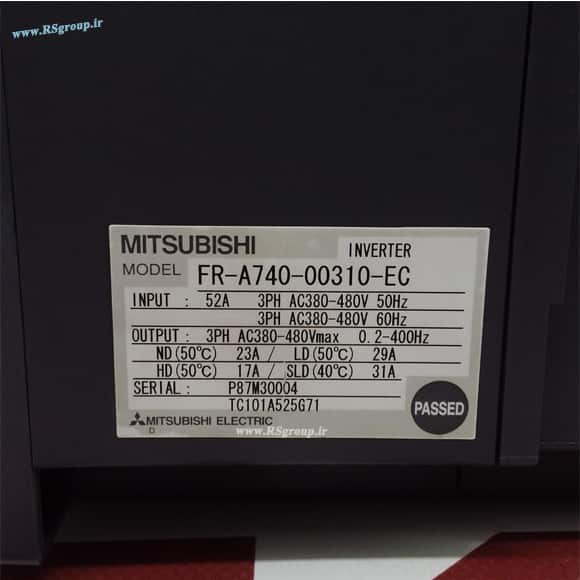 www.RSgroup.ir
MITSUBISHI INVERTER
MODEL FR-A740-00310-EC
INPUT : 52A 3PH AC380-480V 50Hz
3PH AC380-480V 60Hz
OUTPUT : 3PH AC380-480Vmax 0.2-400Hz
ND(50℃) 23A / LD(50℃) 29A
HD(50℃) 17A / SLD(40℃) 31A
SERIAL : P87M30004
TC101A525G71
PASSED
MITSUBISHI ELECTRIC
D
www.RSgroup.ir